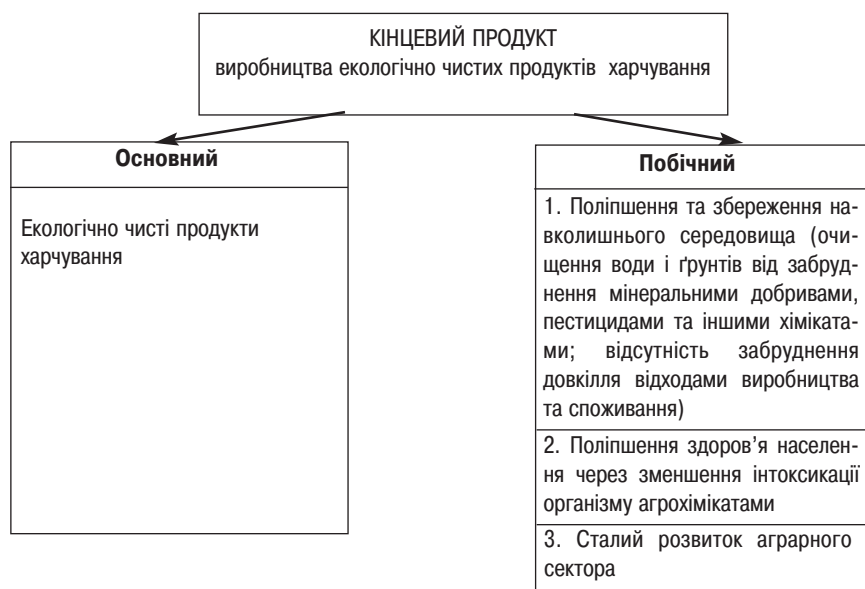 КІНЦЕВИЙ ПРОДУКТ
виробництва екологічно чистих продуктів харчування
Основний
Екологічно чисті продукти
харчування
Побічний
1. Поліпшення та збереження на-
вколишнього середовища (очи-
щення води і ґрунтів від забруд-
нення мінеральними добривами,
пестицидами та іншими хіміката-
ми; відсутність забруднення
довкілля відходами виробництва
та споживання)
2. Поліпшення здоров’я населен-
ня через зменшення інтоксикації
організму агрохімікатами
3. Сталий розвиток аграрного
сектора